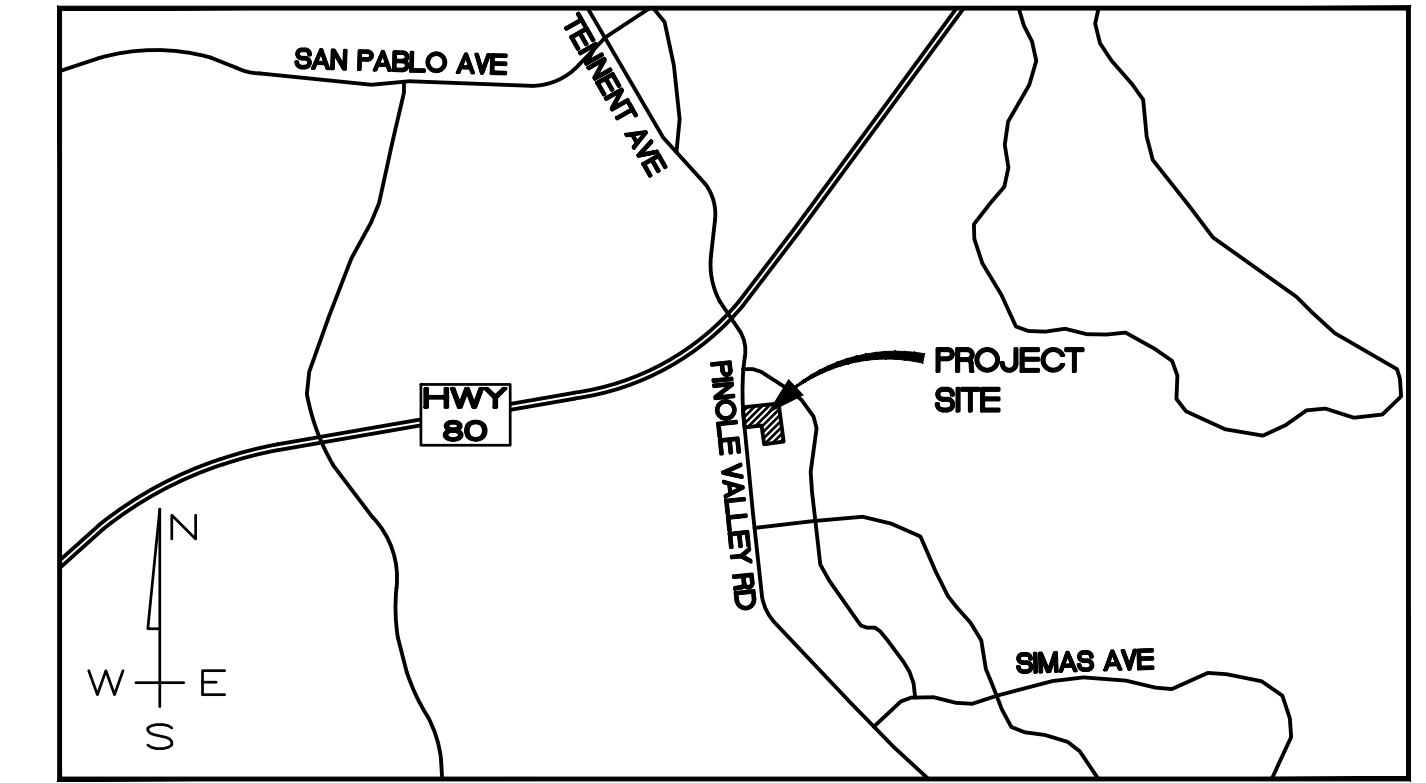 SAN PABLO AVE
TENNENT AVE
PROJECT
SITE
HWY
80
PINOLE VALLEY RD
N
W E
S
SIMAS AVE